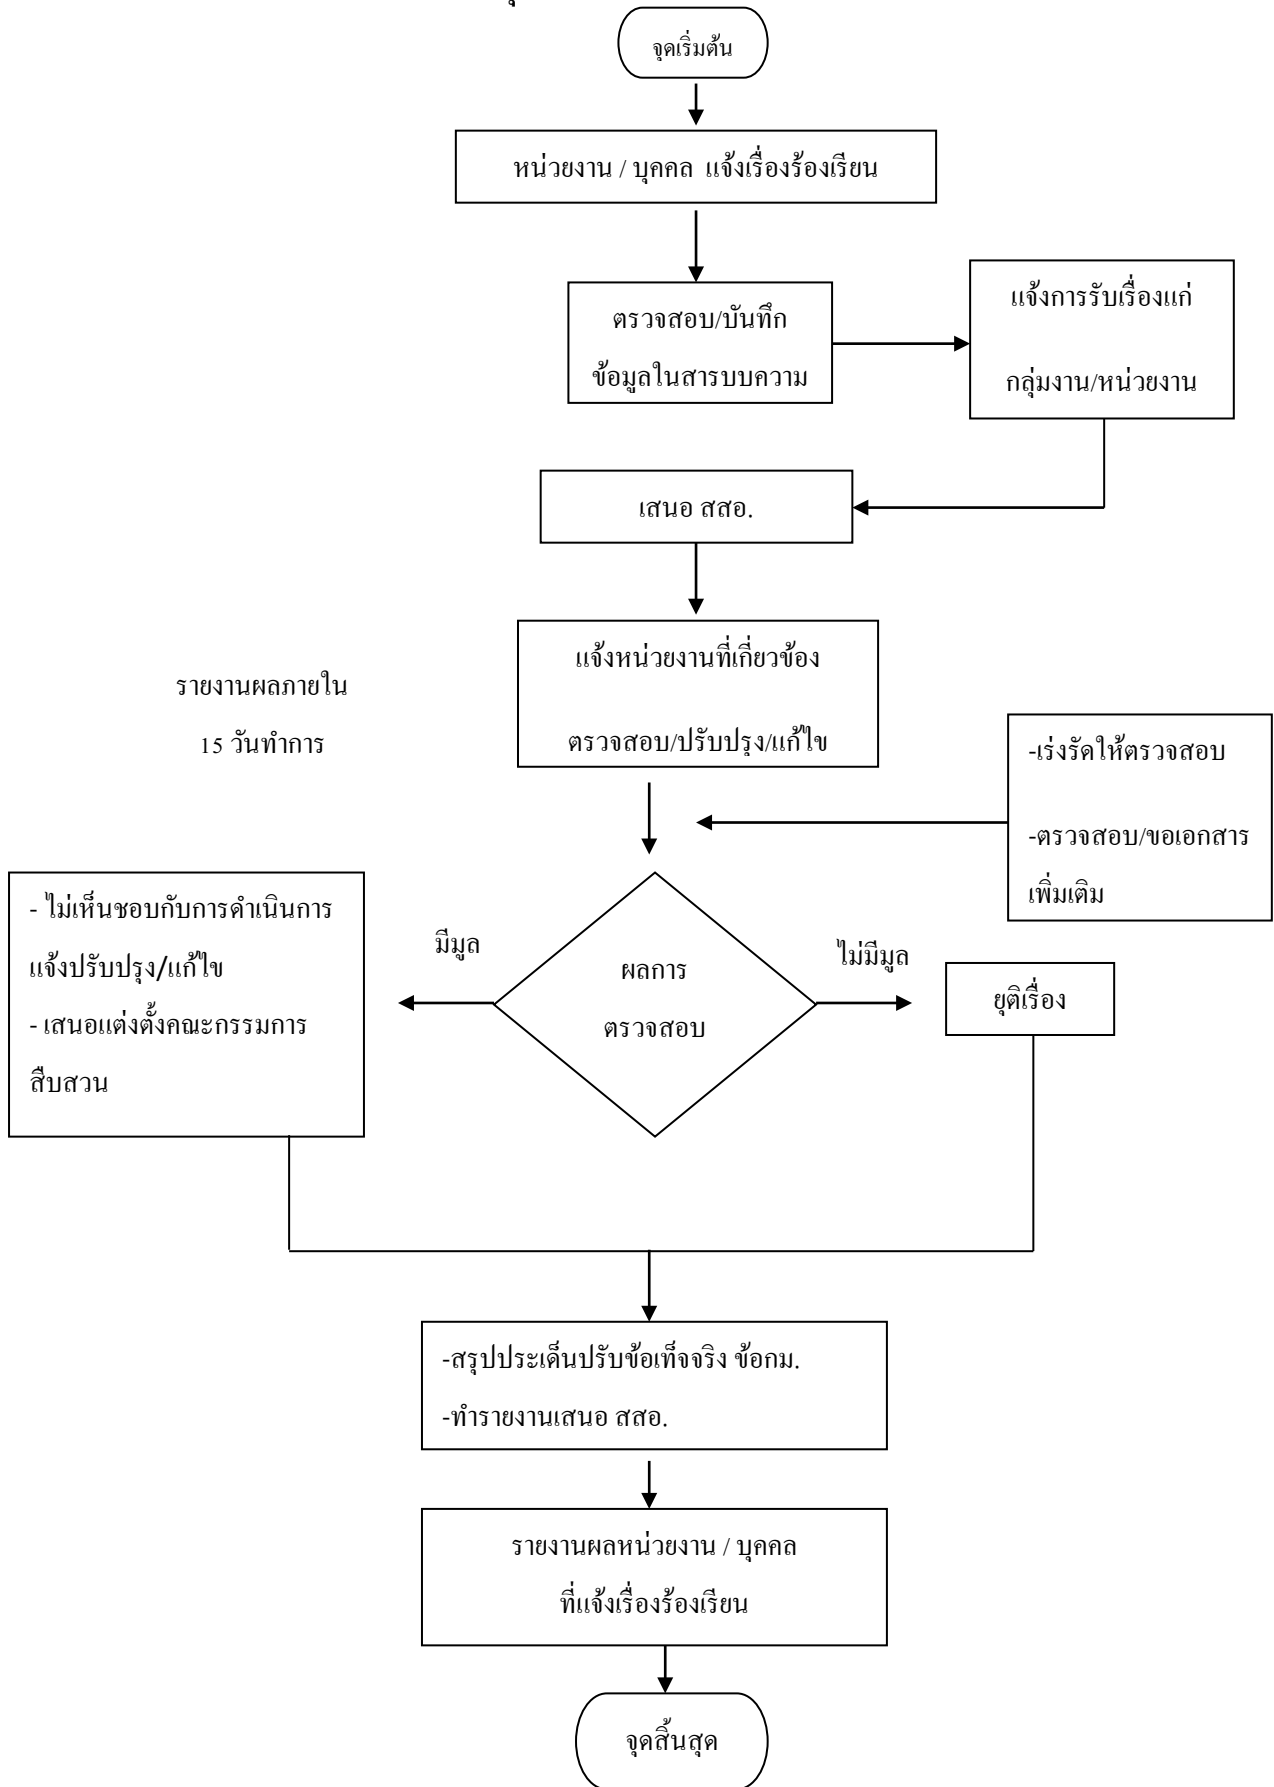 จุดเริ่มต้น
หน่วยงาน / บุคคล แจ้งเรื่องร้องเรียน
ตรวจสอบ/บันทึก
ข้อมูลในสารบบความ
แจ้งการรับเรื่องแก่
กลุ่มงาน/หน่วยงาน
เสนอ สสอ.
แจ้งหน่วยงานที่เกี่ยวข้อง
ตรวจสอบ/ปรับปรุง/แก้ไข
รายงานผลภายใน
15 วันทำการ
-เร่งรัดให้ตรวจสอบ
-ตรวจสอบ/ขอเอกสาร
เพิ่มเติม
- ไม่เห็นชอบกับการดำเนินการ
แจ้งปรับปรุง/แก้ไข
- เสนอแต่งตั้งคณะกรรมการ
สืบสวน
มีมูล
ผลการ
ตรวจสอบ
ไม่มีมูล
ยุติเรื่อง
-สรุปประเด็นปรับข้อเท็จจริง ข้อกม.
-ทำรายงานเสนอ สสอ.
รายงานผลหน่วยงาน / บุคคล
ที่แจ้งเรื่องร้องเรียน
จุดสิ้นสุด